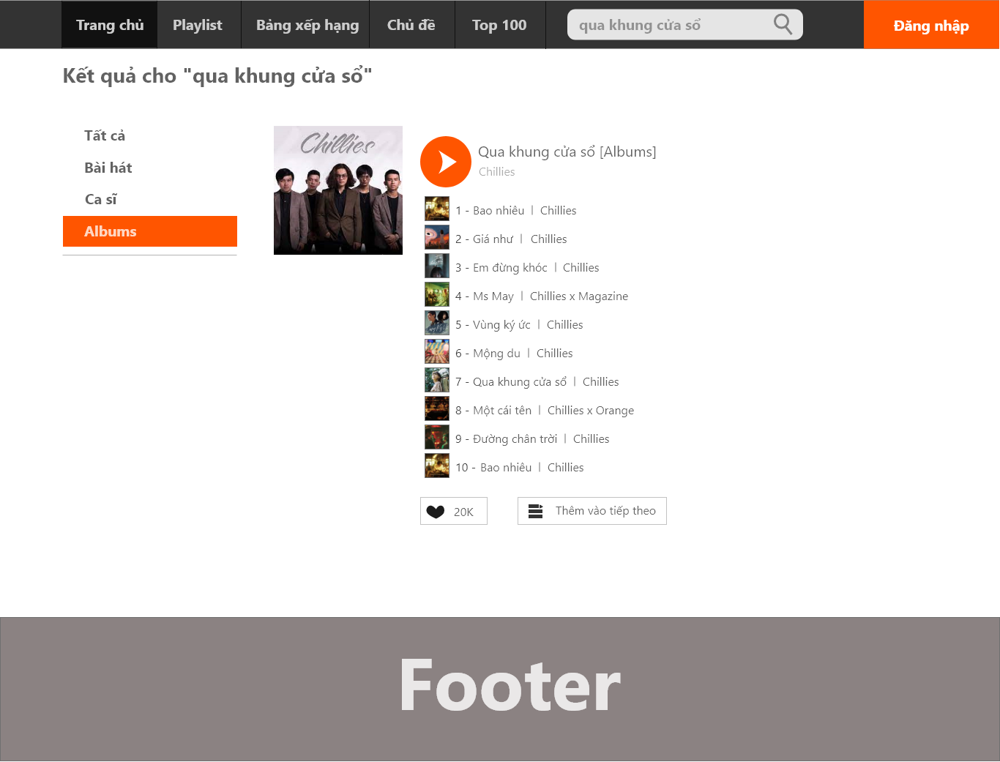 Trang chủ Playlist Bảng xếp hạng Chủ đề Top 100 qua khung cửa sổ Đăng nhập
Kết quả cho "qua khung cửa sổ"
Tất cả
Bài hát
Ca sĩ
Albums
Chillies
Qua khung cửa sổ [Albums]
Chillies
1 - Bao nhiêu | Chillies
2 - Giá như | Chillies
3 - Em đừng khóc | Chillies
4 - Ms May | Chillies x Magazine
5 - Vùng ký ức | Chillies
6 - Mộng du | Chillies
7 - Qua khung cửa sổ | Chillies
8 - Một cái tên | Chillies x Orange
9 - Đường chân trời | Chillies
10 - Bao nhiêu | Chillies
20K
Thêm vào tiếp theo
Footer